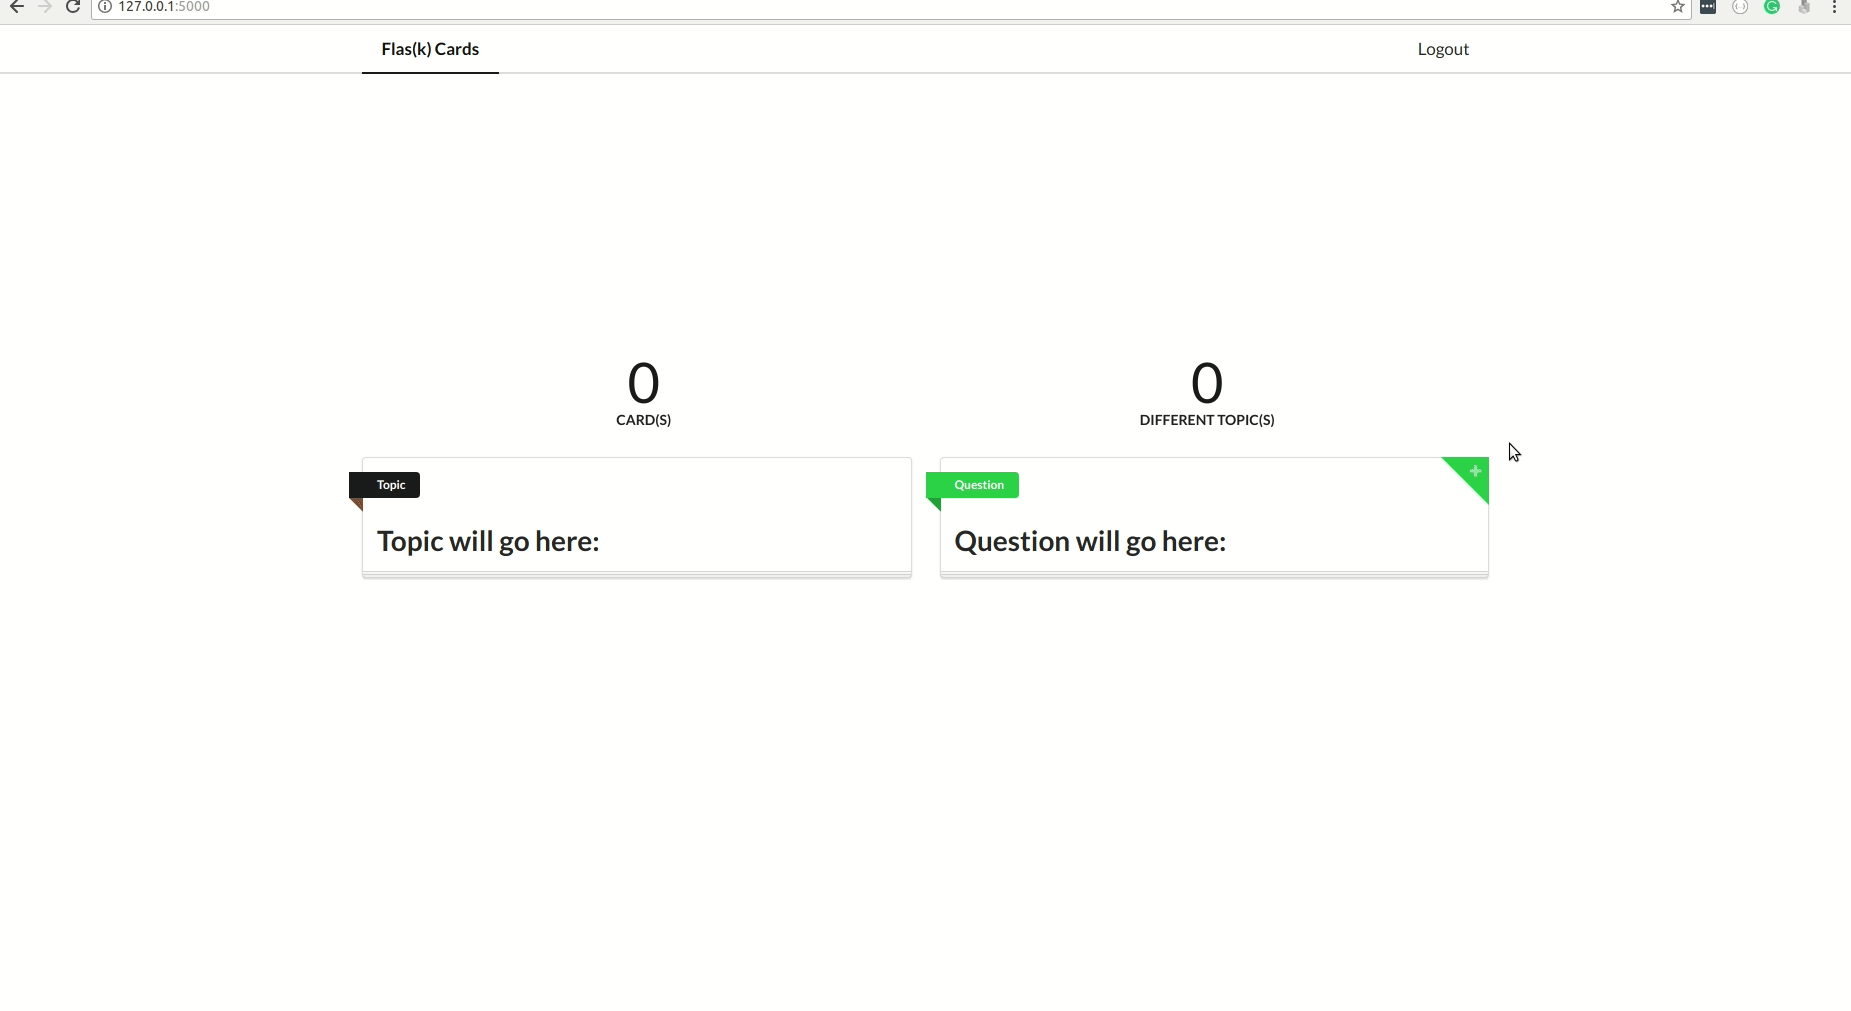 127.0.0.1:5000
Flas(k) Cards
Logout
0
CARD(S)
0
DIFFERENT TOPIC(S)
Topic
Topic will go here:
Question
Question will go here: